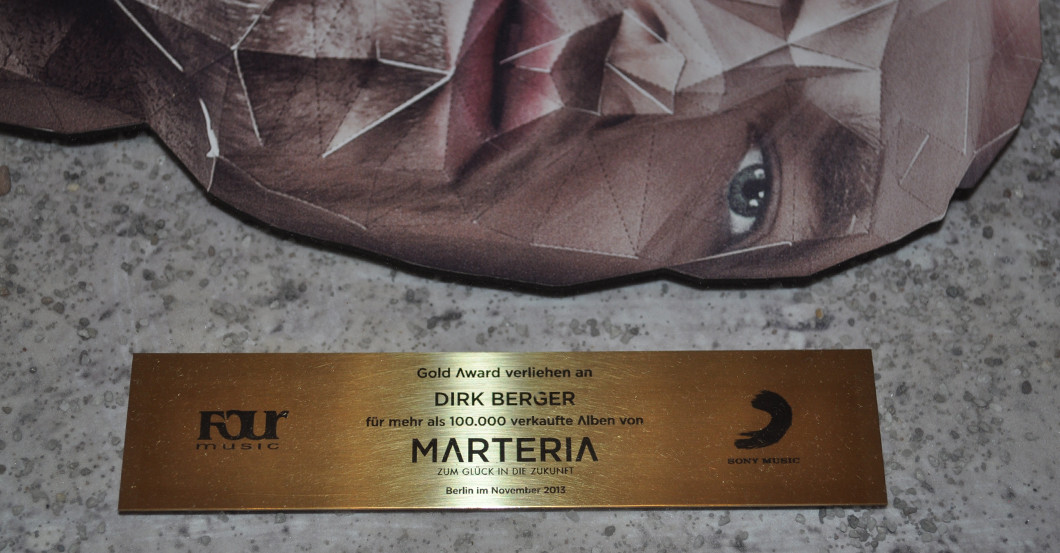 Gold Award verliehen an
DIRK BERGER
für mehr als 100.000 verkaufte Alben von
MARTERIA
ZUM GLÜCK IN DIE ZUKUNFT
Berlin im November 2013
Four
music
SONY MUSIC